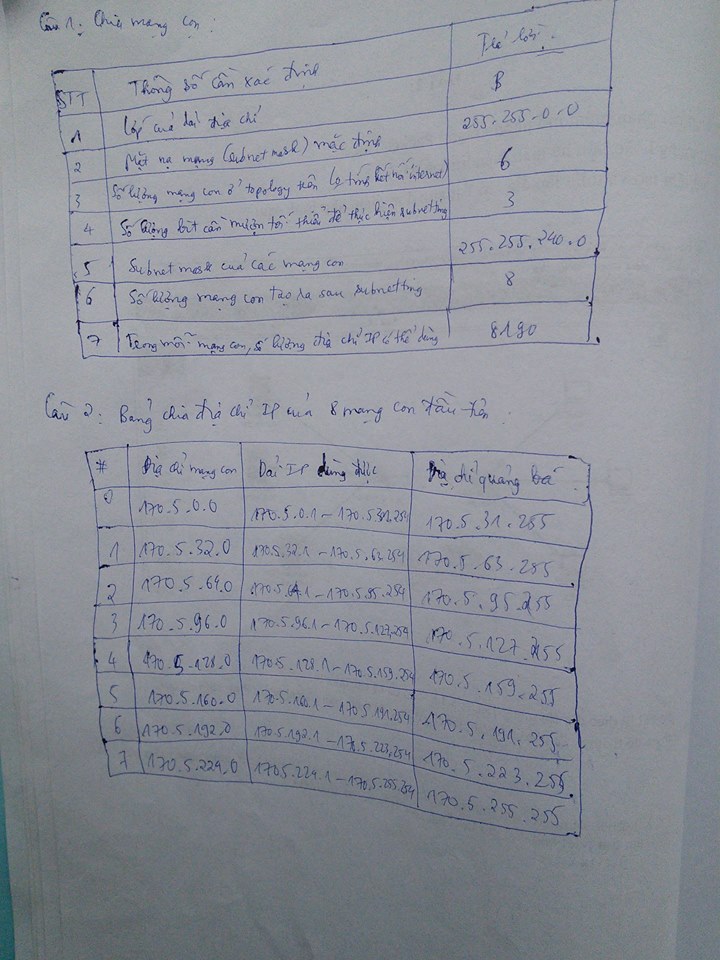 Câu 1: Chia mạng con:
STT Thông số cần xác định Trả lời
1 Lớp của dải địa chỉ B
2 Mặt nạ mạng (subnet mask) mặc định 255.255.0.0
3 Số lượng mạng con ở topology trên (0 tính kết nối internet) 6
4 Số lượng bit cần mượn tối thiểu để thực hiện subnetting 3
5 Subnet mask của các mạng con 255.255.240.0
6 Số lượng mạng con tạo ra sau subnetting 8
7 Trong mỗi mạng con, số lượng địa chỉ IP có thể dùng 8190
Câu 2: Bảng chia địa chỉ IP của 8 mạng con đầu tiên.
# Địa chỉ mạng con Dải IP dùng được Địa chỉ quảng bá
0 170.5.0.0 170.5.0.1 - 170.5.31.254 170.5.31.255
1 170.5.32.0 170.5.32.1 - 170.5.63.254 170.5.63.255
2 170.5.64.0 170.5.64.1 - 170.5.95.254 170.5.95.255
3 170.5.96.0 170.5.96.1 - 170.5.127.254 170.5.127.255
4 170.5.128.0 170.5.128.1 - 170.5.159.254 170.5.159.255
5 170.5.160.0 170.5.160.1 - 170.5.191.254 170.5.191.255
6 170.5.192.0 170.5.192.1 - 170.5.223.254 170.5.223.255
7 170.5.224.0 170.5.224.1 - 170.5.255.254 170.5.255.255